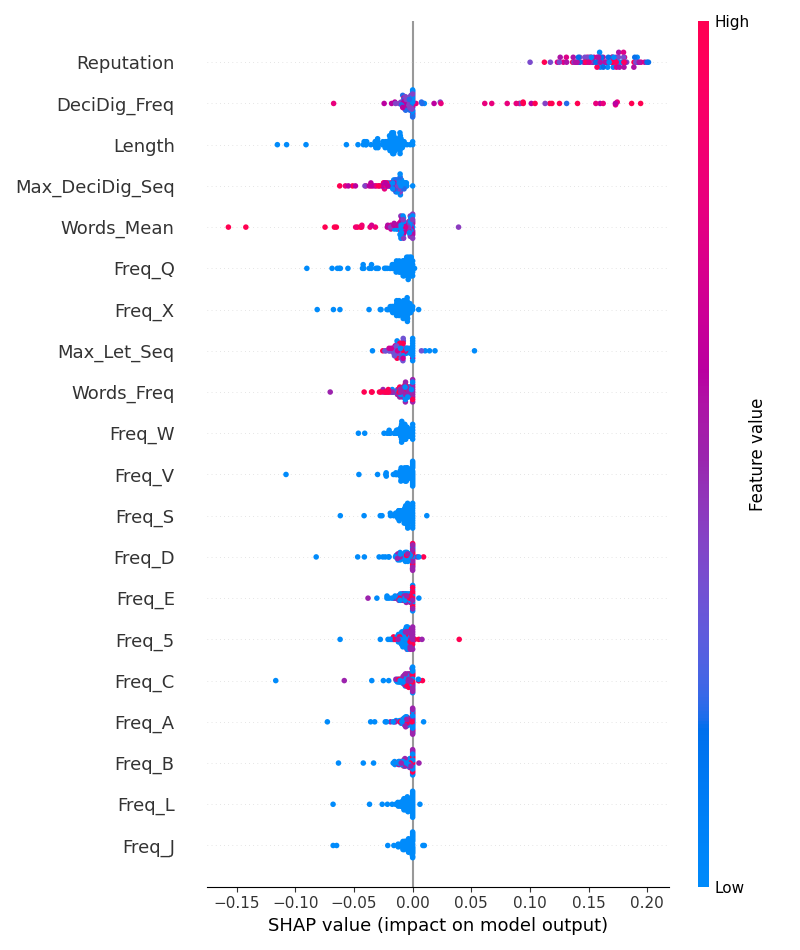 High
Reputation
DeciDig_Freq
Length
Max_DeciDig_Seq
Words_Mean
Freq_Q
Freq_X
Max_Let_Seq
Words_Freq
Freq_W
Freq_V
Freq_S
Freq_D
Freq_E
Freq_5
Freq_C
Freq_A
Freq_B
Freq_L
Freq_J
Feature value
Low
−0.15 −0.10 −0.05 0.00 0.05 0.10 0.15 0.20
SHAP value (impact on model output)